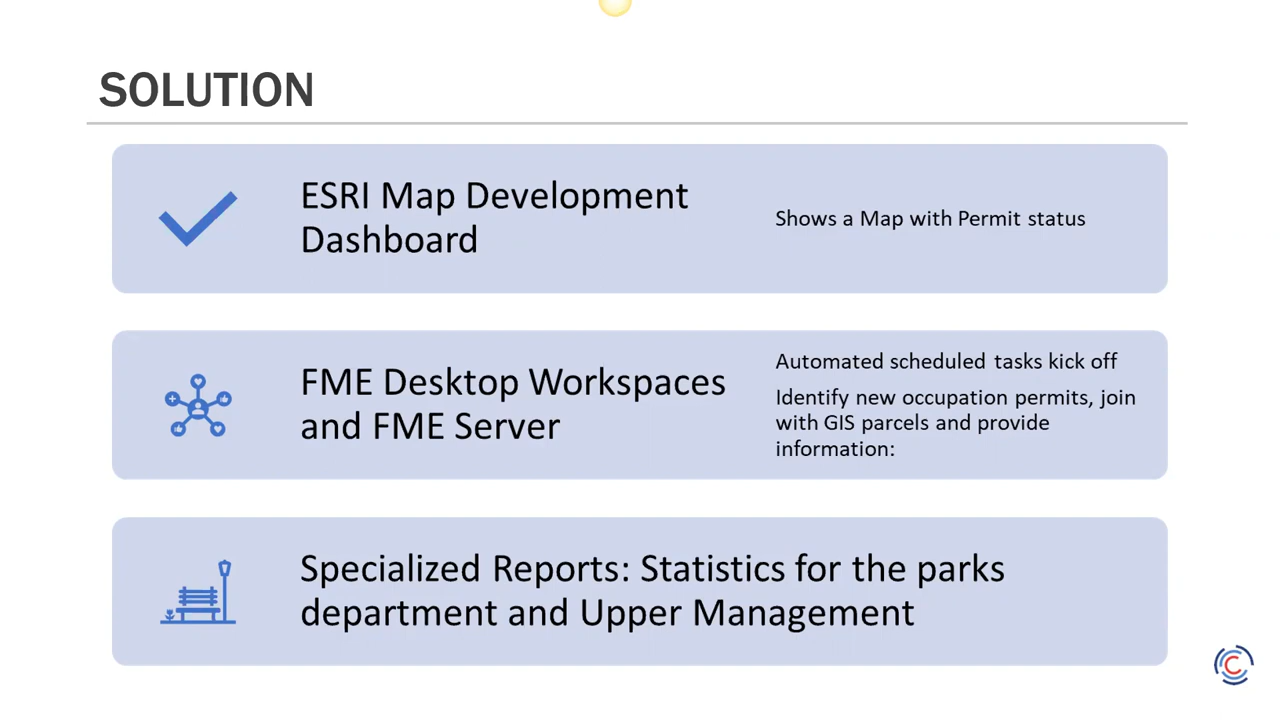 SOLUTION
ESRI Map Development
Dashboard
Shows a Map with Permit status
FME Desktop Workspaces
and FME Server
Automated scheduled tasks kick off
Identify new occupation permits, join
with GIS parcels and provide
information:
Specialized Reports: Statistics for the parks
department and Upper Management
C